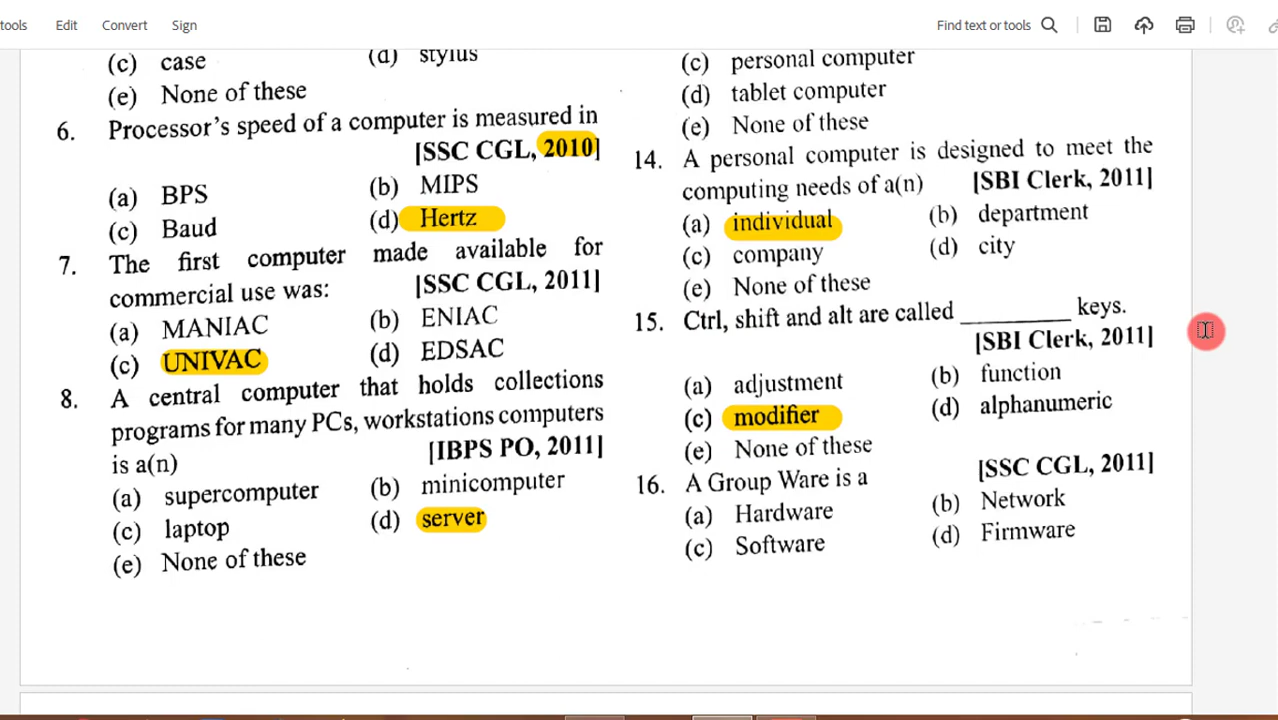 tools Edit Convert Sign Find text or tools
(c) case (d) stylus
(e) None of these
6. Processor's speed of a computer is measured in
[SSC CGL, 2010]
(a) BPS (b) MIPS
(c) Baud (d) Hertz
7. The first computer made available for
commercial use was: [SSC CGL, 2011]
(a) MANIAC (b) ENIAC
(c) UNIVAC (d) EDSAC
8. A central computer that holds collections
programs for many PCs, workstations computers
is a(n) [IBPS PO, 2011]
(a) supercomputer (b) minicomputer
(c) laptop (d) server
(e) None of these
(c) personal computer
(d) tablet computer
(e) None of these
14. A personal computer is designed to meet the
computing needs of a(n) [SBI Clerk, 2011]
(a) individual (b) department
(c) company (d) city
(e) None of these
15. Ctrl, shift and alt are called ________ keys.
[SBI Clerk, 2011]
(a) adjustment (b) function
(c) modifier (d) alphanumeric
(e) None of these
16. A Group Ware is a [SSC CGL, 2011]
(a) Hardware (b) Network
(c) Software (d) Firmware